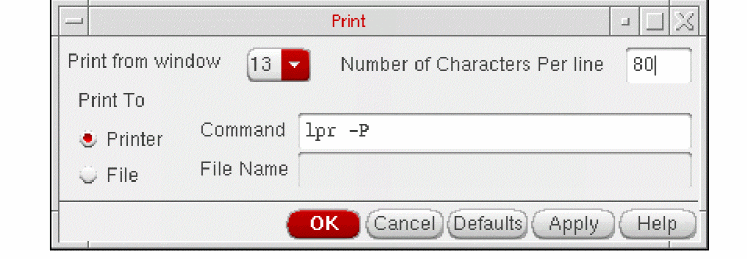 Print
Print from window 13 Number of Characters Per line 80
Print To
Printer Command lpr -P
File File Name
OK Cancel Defaults Apply Help